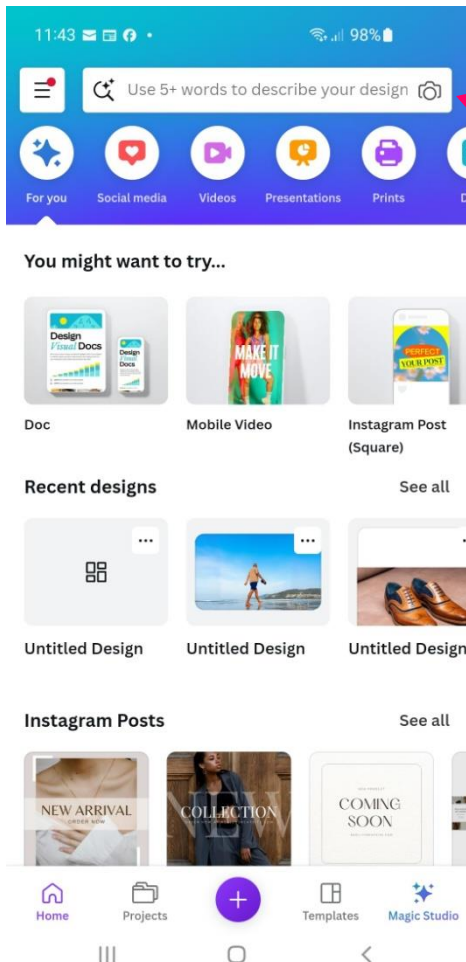 11:43
98%
Use 5+ words to describe your design
For you
Social media
Videos
Presentations
Prints
You might want to try...
Design
Visual Docs
Design
Visual
Docs
MAKE IT
MOVE
PERFECT
YOUR POST
Doc
Mobile Video
Instagram Post
(Square)
Recent designs
See all
Untitled Design
Untitled Design
Untitled Design
Instagram Posts
See all
NEW ARRIVAL
ORDER NOW
NEW
COLLECTION
COMING
SOON
Home
Projects
Templates
Magic Studio